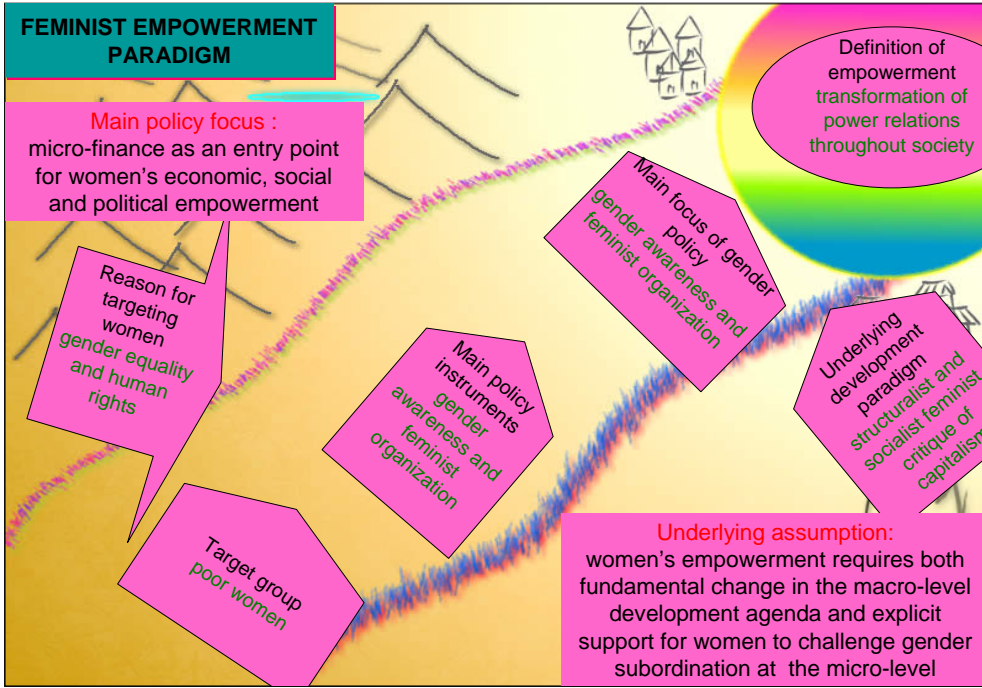 FEMINIST EMPOWERMENT
PARADIGM
Main policy focus :
micro-finance as an entry point
for women's economic, social
and political empowerment
Definition of
empowerment
transformation of
power relations
throughout society
Reason for
targeting
women
gender equality
and human
rights
Main focus of gender
policy
gender awareness and
feminist organization
Main policy
instruments
gender
awareness and
feminist
organization
Underlying
development
paradigm
structuralist and
socialist feminist
critique of
capitalism
Target group
poor women
Underlying assumption:
women's empowerment requires both
fundamental change in the macro-level
development agenda and explicit
support for women to challenge gender
subordination at the micro-level